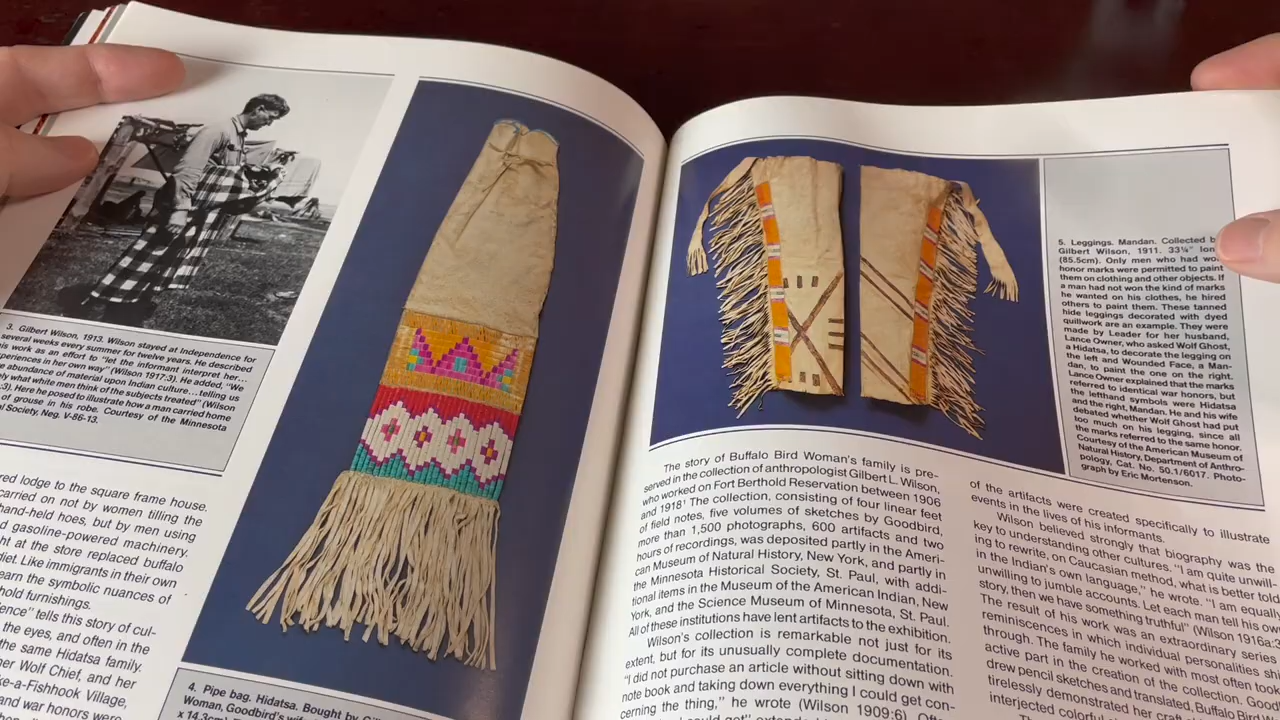 3. Gilbert Wilson, 1913. Wilson stayed at Independence for
several weeks every summer for twelve years. He described
his work as an effort to "let the informant interpret her...
periences in her own way" (Wilson 1917:3). He added, "We
abundance of material upon Indian culture...telling us
ly what white men think of the subjects treated" (Wilson
:3). Here he posed to illustrate how a man carried home
of grouse in his robe. Courtesy of the Minnesota
l Society, Neg. V-86-13.
red lodge to the square frame house.
carried on not by women tilling the
hand-held hoes, but by men using
d gasoline-powered machinery.
ht at the store replaced buffalo
diet. Like immigrants in their own
earn the symbolic nuances of
hold furnishings.
ence" tells this story of cul-
the eyes, and often in the
the same Hidatsa family.
her Wolf Chief, and her
ke-a-Fishhook Village,
and war honors were
4. Pipe bag. Hidatsa. Bought by
Woman, Goodbird's
x 14.3cm)
5. Leggings. Mandan. Collected b
Gilbert Wilson, 1911. 33¼" lon
(85.5cm). Only men who had wo
honor marks were permitted to paint
them on clothing and other objects. If
a man had not won the kind of marks
he wanted on his clothes, he hired
others to paint them. These tanned
hide leggings decorated with dyed
quillwork are an example. They were
made by Leader for her husband,
Lance Owner, who asked Wolf Ghost,
a Hidatsa, to decorate the legging on
the left and Wounded Face, a Man-
dan, to paint the one on the right.
Lance Owner explained that the marks
referred to identical war honors, but
the lefthand symbols were Hidatsa
and the right, Mandan. He and his wife
debated whether Wolf Ghost had put
too much on his legging, since all
the marks referred to the same honor.
Courtesy of the American Museum of
Natural History, Department of Anthro-
pology, Cat. No. 50.1/6017. Photo-
graph by Eric Mortenson.
The story of Buffalo Bird Woman's family is pre-
served in the collection of anthropologist Gilbert L. Wilson,
who worked on Fort Berthold Reservation between 1906
and 1918¹ The collection, consisting of four linear feet
of field notes, five volumes of sketches by Goodbird,
more than 1,500 photographs, 600 artifacts and two
hours of recordings, was deposited partly in the Ameri-
can Museum of Natural History, New York, and partly in
the Minnesota Historical Society, St. Paul, with addi-
tional items in the Museum of the American Indian, New
York, and the Science Museum of Minnesota, St. Paul.
All of these institutions have lent artifacts to the exhibition.
Wilson's collection is remarkable not just for its
extent, but for its unusually complete documentation.
"I did not purchase an article without sitting down with
note book and taking down everything I could get con-
cerning the thing," he wrote (Wilson 1909:6).
of the artifacts were created specifically to illustrate
events in the lives of his informants.
Wilson believed strongly that biography was the
key to understanding other cultures. "I am quite unwill-
ing to rewrite, on Caucasian method, what is better told
in the Indian's own language," he wrote. "I am equally
unwilling to jumble accounts. Let each man tell his own
story, then we have something truthful" (Wilson 1916a:3
The result of his work was an extraordinary series
reminiscences in which individual personalities shi
through. The family he worked with most often took
active part in the creation of the collection. Good
drew pencil sketches and translated, Buffalo Bird
tirelessly demonstrated her
interjected